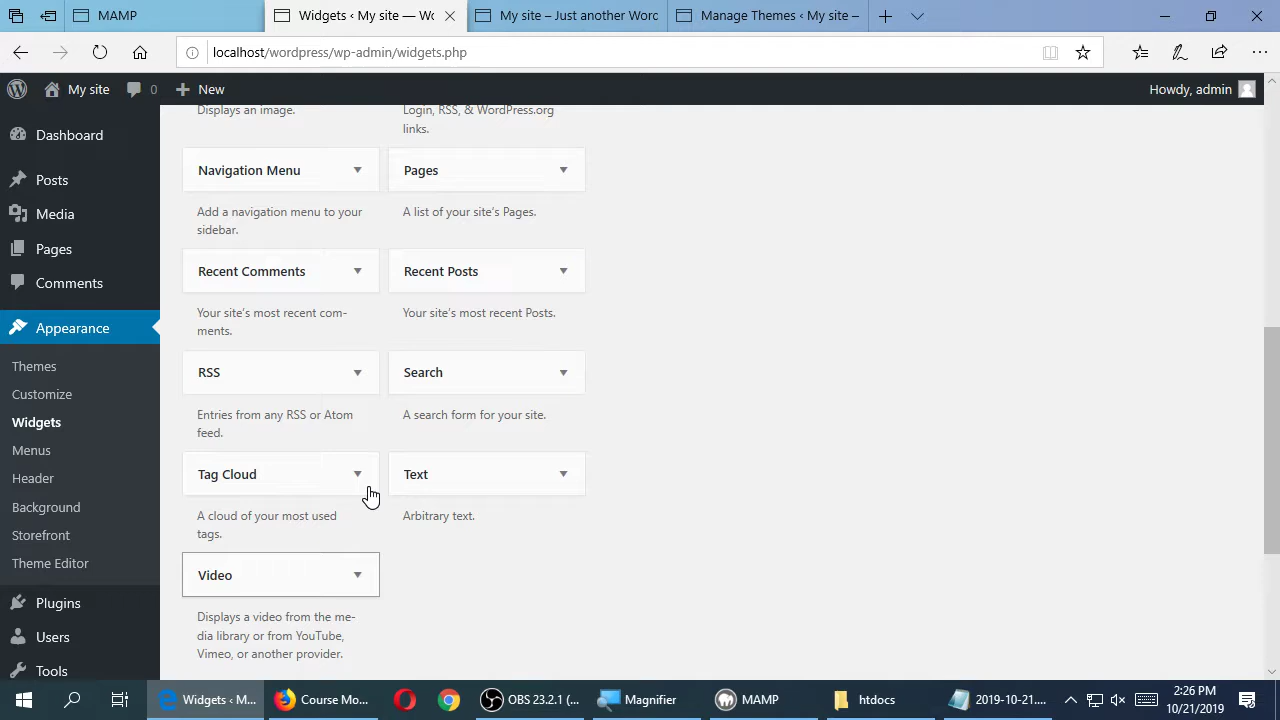 MAMP
Widgets ‹ My site — Wo
My site – Just another Worc
Manage Themes ‹ My site –
localhost/wordpress/wp-admin/widgets.php
My site
0
New
Howdy, admin
Dashboard
Posts
Media
Pages
Comments
Appearance
Themes
Customize
Widgets
Menus
Header
Background
Storefront
Theme Editor
Plugins
Users
Tools
Displays an image.
Login, RSS, & WordPress.org
links.
Navigation Menu
Pages
Add a navigation menu to your
sidebar.
A list of your site's Pages.
Recent Comments
Recent Posts
Your site's most recent com-
ments.
Your site's most recent Posts.
RSS
Search
Entries from any RSS or Atom
feed.
A search form for your site.
Tag Cloud
Text
A cloud of your most used
tags.
Arbitrary text.
Video
Displays a video from the me-
dia library or from YouTube,
Vimeo, or another provider.
Widgets ‹ M...
Course Mo...
OBS 23.2.1 (...
Magnifier
MAMP
htdocs
2019-10-21....
2:26 PM
10/21/2019